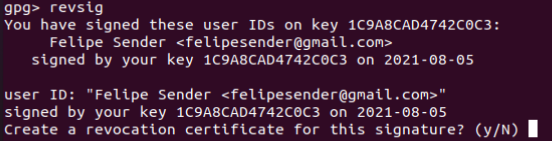 gpg> revsig
You have signed these user IDs on key 1C9A8CAD4742C0C3:
Felipe Sender <felipesender@gmail.com>
signed by your key 1C9A8CAD4742C0C3 on 2021-08-05
user ID: "Felipe Sender <felipesender@gmail.com>"
signed by your key 1C9A8CAD4742C0C3 on 2021-08-05
Create a revocation certificate for this signature? (y/N)